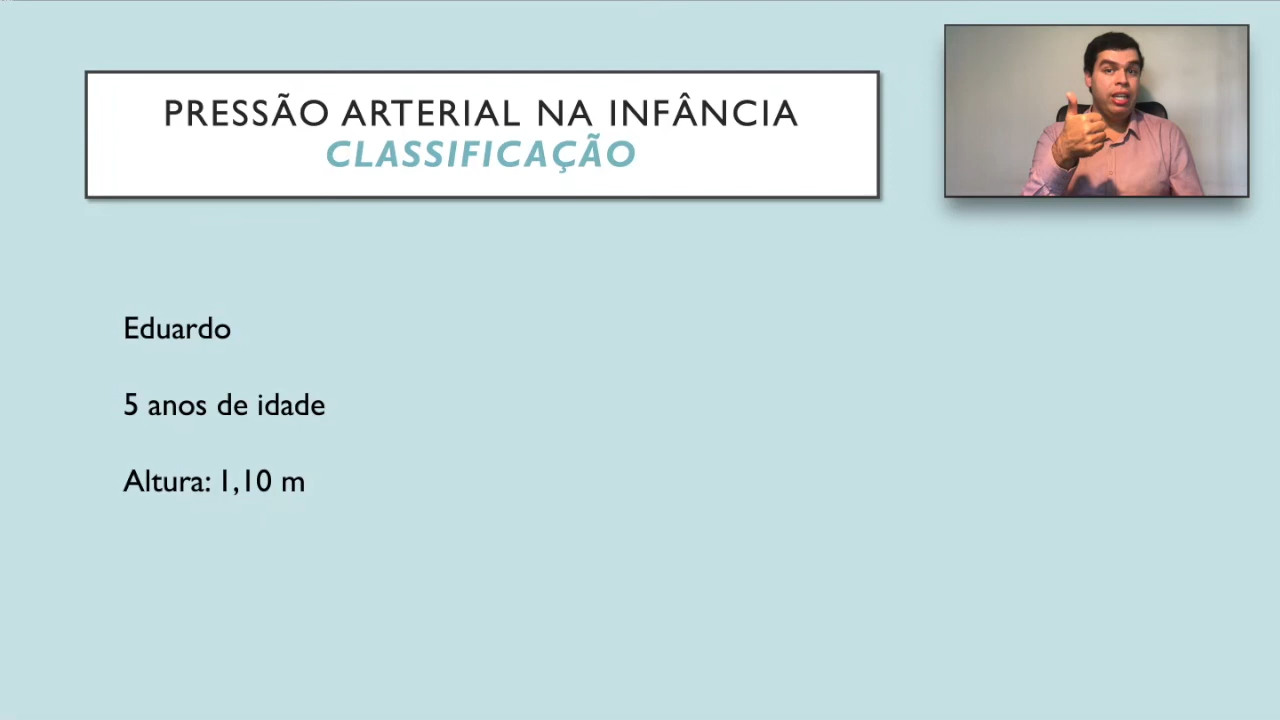 PRESSÃO ARTERIAL NA INFÂNCIA
CLASSIFICAÇÃO
Eduardo
5 anos de idade
Altura: 1,10 m